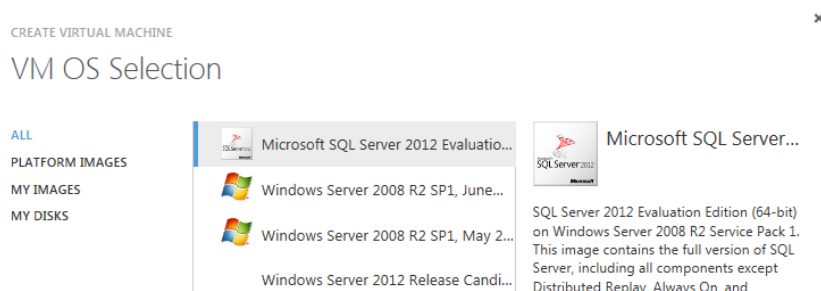 CREATE VIRTUAL MACHINE
VM OS Selection
ALL
PLATFORM IMAGES
MY IMAGES
MY DISKS
Microsoft SQL Server 2012 Evaluatio...
Windows Server 2008 R2 SP1, June...
Windows Server 2008 R2 SP1, May 2...
Windows Server 2012 Release Candi...
SQLServer2012
Microsoft
Microsoft SQL Server...
SQL Server 2012 Evaluation Edition (64-bit)
on Windows Server 2008 R2 Service Pack 1.
This image contains the full version of SQL
Server, including all components except
Distributed Replay, Always On, and